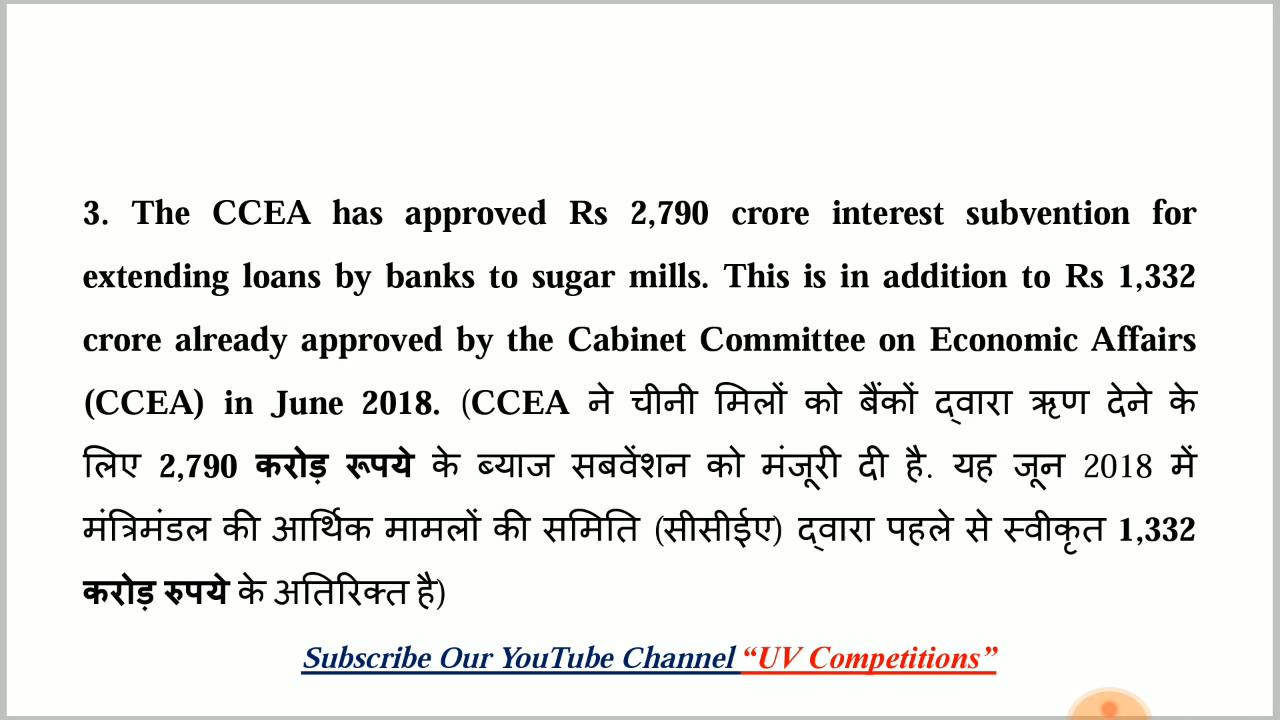 3. The CCEA has approved Rs 2,790 crore interest subvention for
extending loans by banks to sugar mills. This is in addition to Rs 1,332
crore already approved by the Cabinet Committee on Economic Affairs
(CCEA) in June 2018. (CCEA ने चीनी मिलों को बैंकों द्वारा ऋण देने के
लिए 2,790 करोड़ रूपये के ब्याज सबवेंशन को मंजूरी दी है. यह जून 2018 में
मंत्रिमंडल की आर्थिक मामलों की समिति (सीसीईए) द्वारा पहले से स्वीकृत 1,332
करोड़ रुपये के अतिरिक्त है)
Subscribe Our YouTube Channel “UV Competitions”